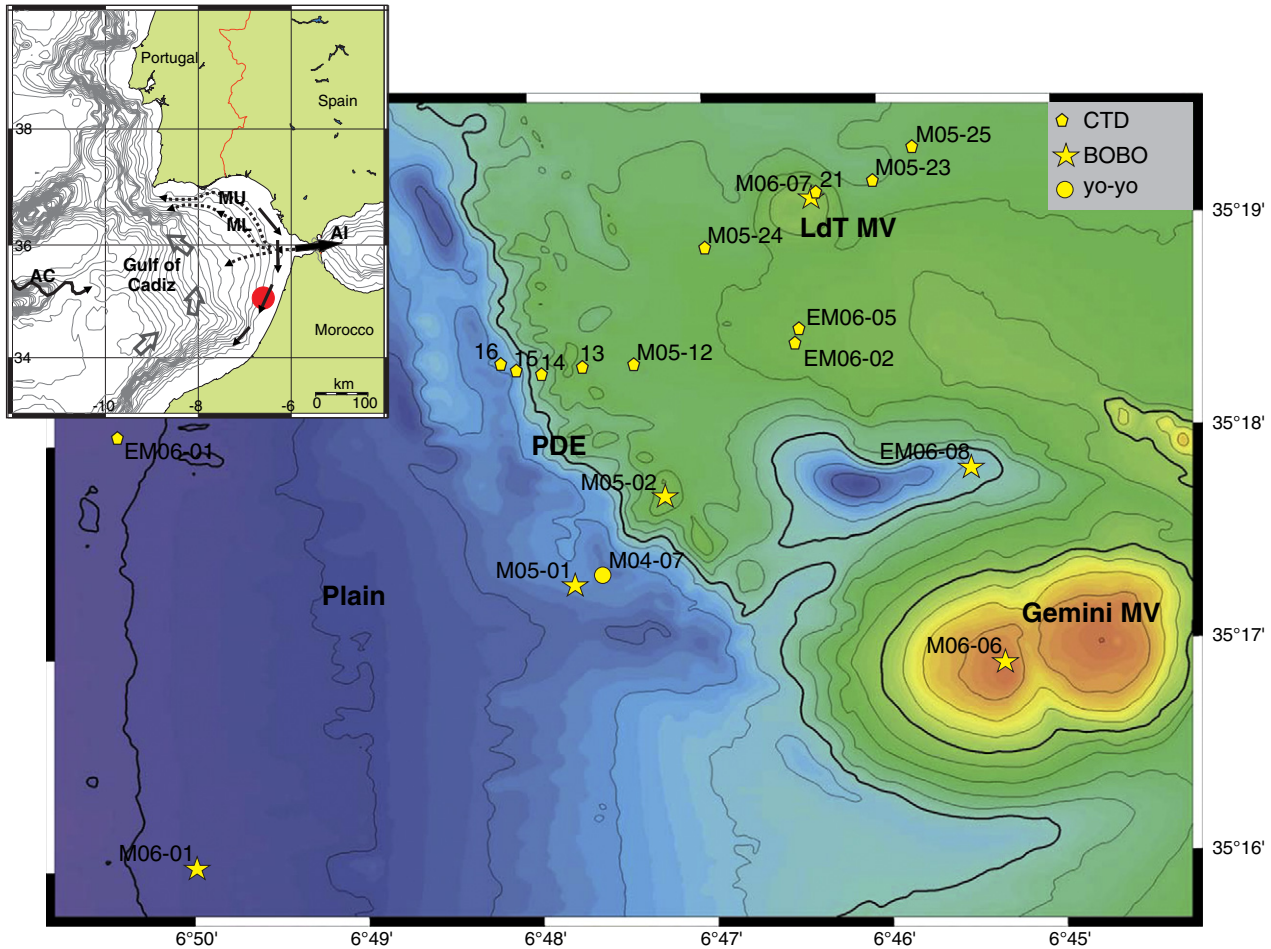 Portugal
Spain
38
MU
ML
AI
36
Gulf of
Cadiz
AC
Morocco
34
km
0 100
-10
-8
-6
CTD
BOBO
yo-yo
M05-25
M05-23
M06-07
21
LdT MV
M05-24
35°19'
EM06-05
EM06-02
16
15
14
13
M05-12
35°18'
EM06-01
PDE
EM06-08
M05-02
M05-01
M04-07
Plain
Gemini MV
M06-06
35°17'
M06-01
35°16'
6°50
6°49
6°48
6°47
6°46
6°45